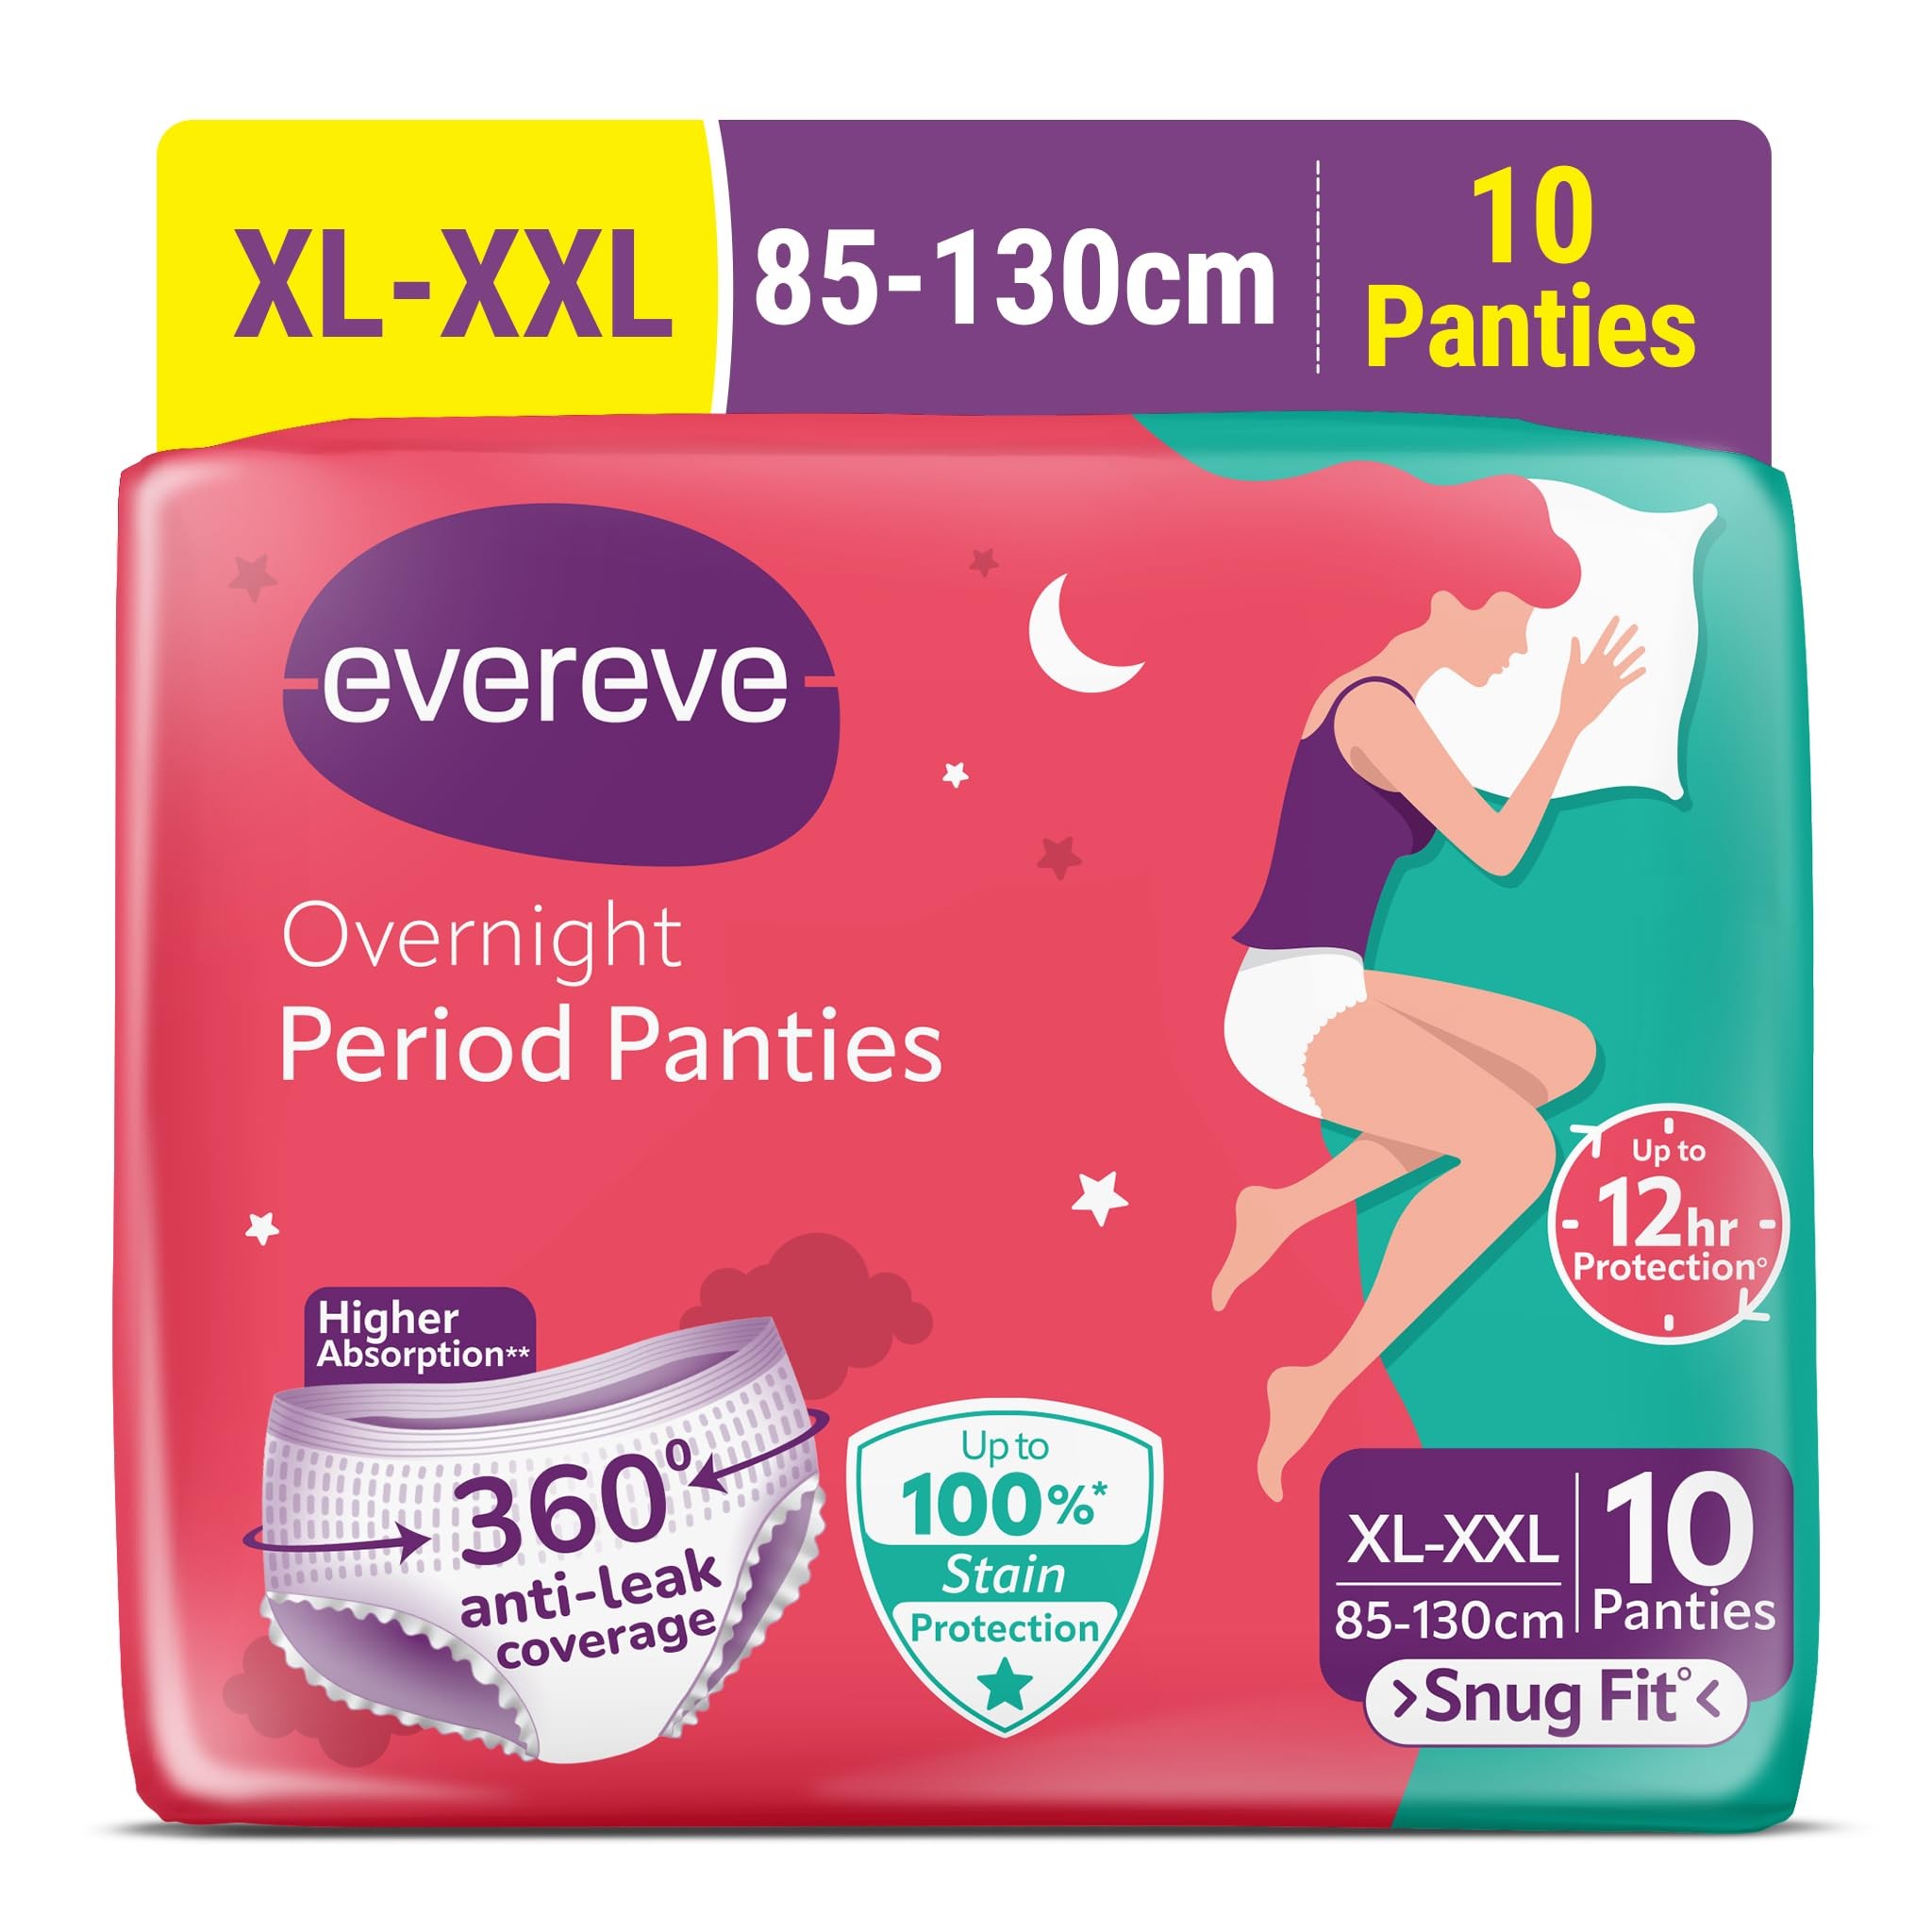 XL-XXL
85-130cm
10
Panties
evereve
Overnight
Period Panties
Up to
12hr
Protection°
Higher
Absorption**
360⁰
anti-leak
coverage
Up to
100%*
Stain
Protection
XL-XXL
85-130cm
10
Panties
>Snug Fit°<